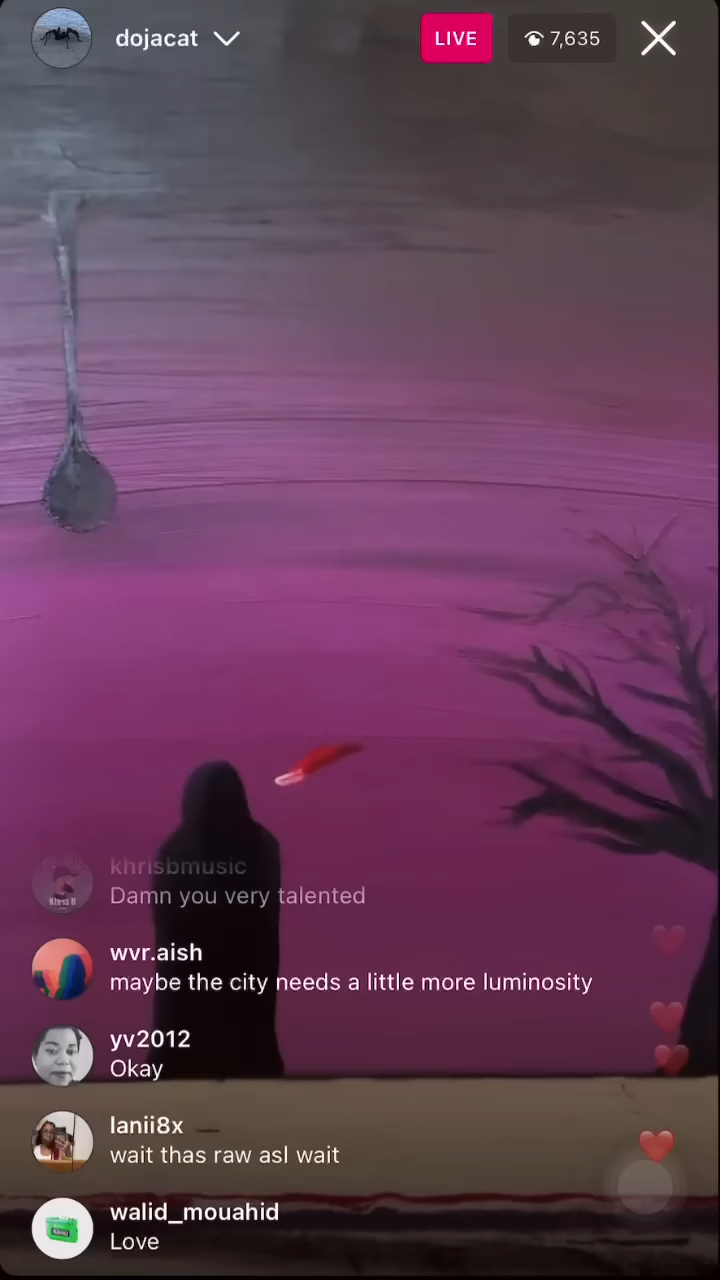 dojacat
LIVE
7,635
khrisbmusic
Damn you very talented
wvr.aish
maybe the city needs a little more luminosity
yv2012
Okay
lanii8x
wait thas raw asl wait
walid_mouahid
Love